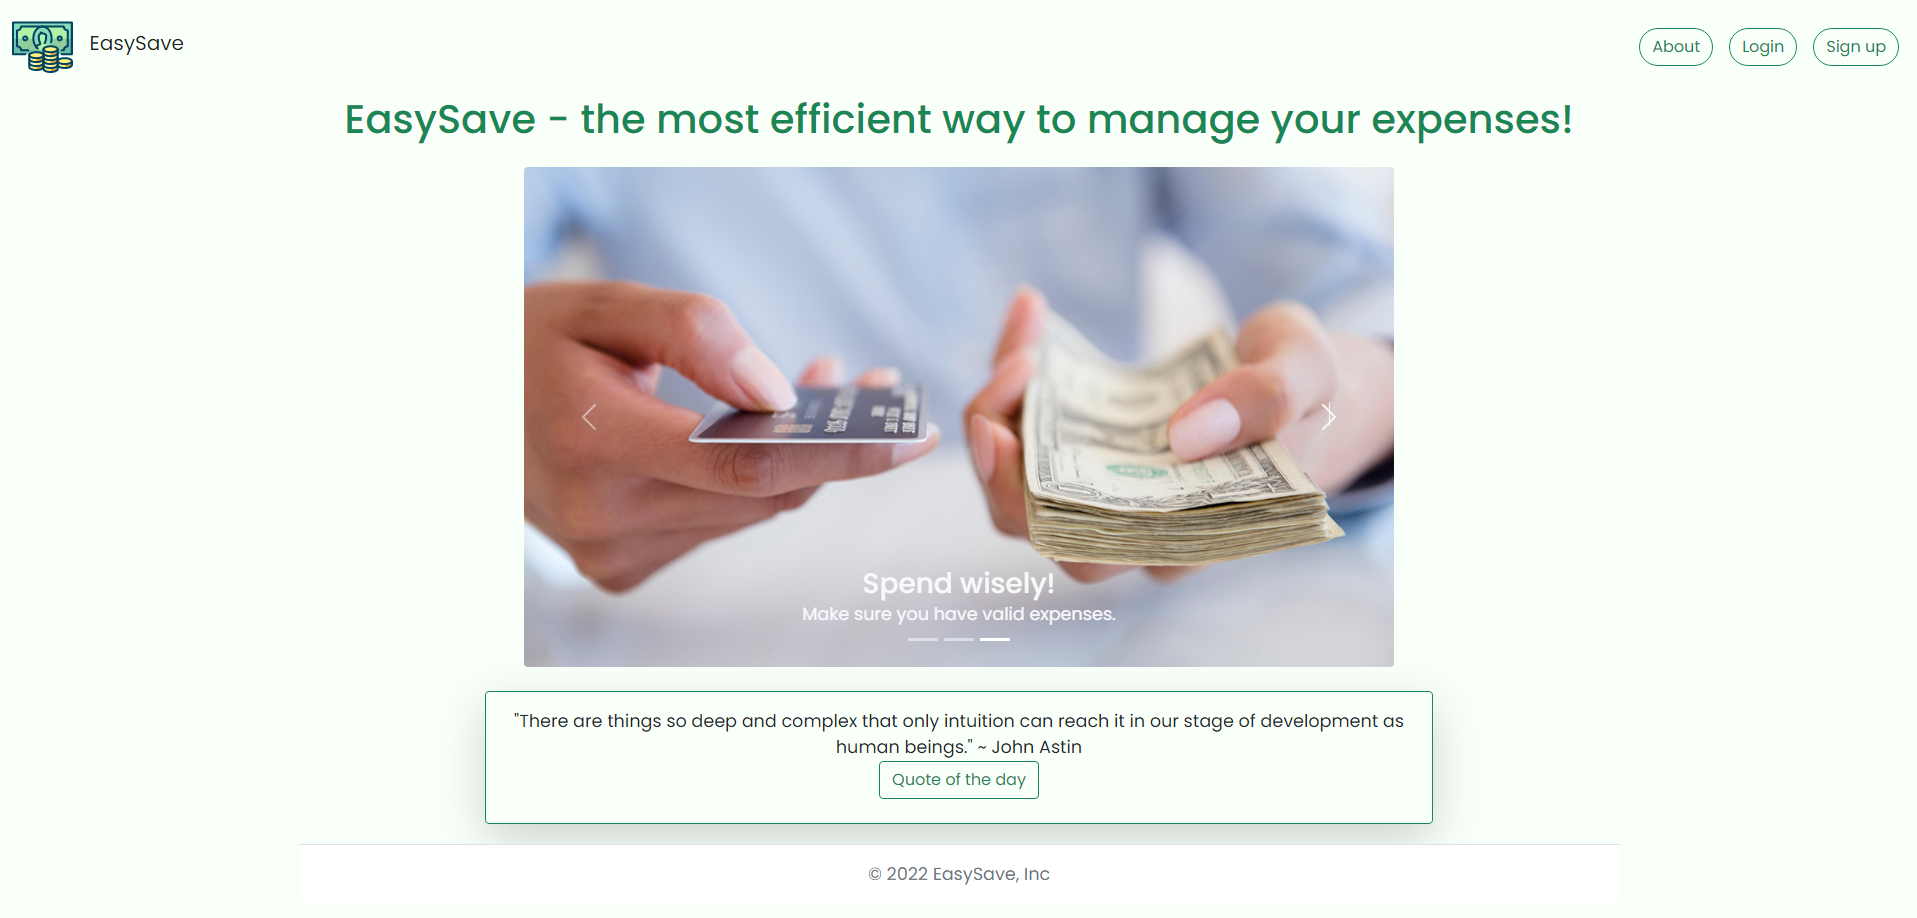 EasySave
About
Login
Sign up
EasySave - the most efficient way to manage your expenses!
Spend wisely!
Make sure you have valid expenses.
"There are things so deep and complex that only intuition can reach it in our stage of development as
human beings." ~ John Astin
Quote of the day
© 2022 EasySave, Inc